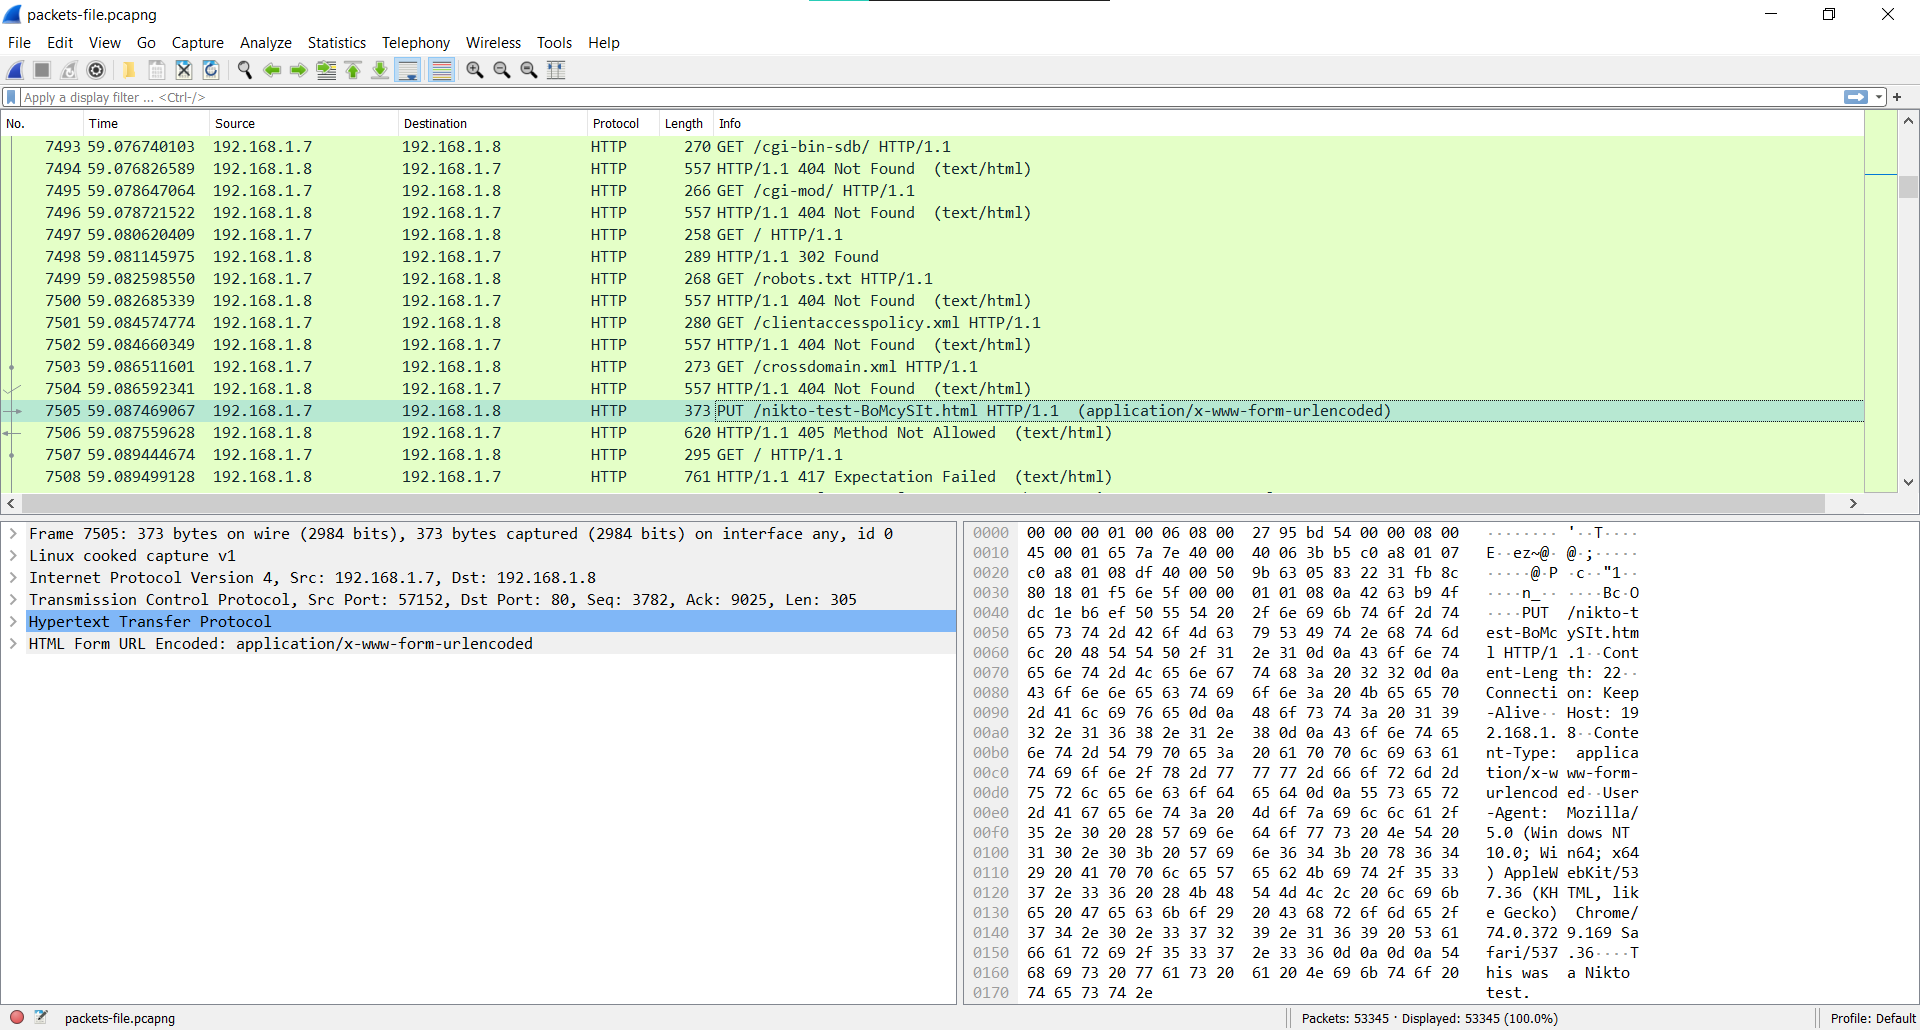 packets-file.pcapng
File Edit View Go Capture Analyze Statistics Telephony Wireless Tools Help
Apply a display filter ... <Ctrl-/>
No. Time Source Destination Protocol Length Info
7493 59.076740103 192.168.1.7 192.168.1.8 HTTP 270 GET /cgi-bin-sdb/ HTTP/1.1
7494 59.076826589 192.168.1.8 192.168.1.7 HTTP 557 HTTP/1.1 404 Not Found (text/html)
7495 59.078647064 192.168.1.7 192.168.1.8 HTTP 266 GET /cgi-mod/ HTTP/1.1
7496 59.078721522 192.168.1.8 192.168.1.7 HTTP 557 HTTP/1.1 404 Not Found (text/html)
7497 59.080620409 192.168.1.7 192.168.1.8 HTTP 258 GET / HTTP/1.1
7498 59.081145975 192.168.1.8 192.168.1.7 HTTP 289 HTTP/1.1 302 Found
7499 59.082598550 192.168.1.7 192.168.1.8 HTTP 268 GET /robots.txt HTTP/1.1
7500 59.082685339 192.168.1.8 192.168.1.7 HTTP 557 HTTP/1.1 404 Not Found (text/html)
7501 59.084574774 192.168.1.7 192.168.1.8 HTTP 280 GET /clientaccesspolicy.xml HTTP/1.1
7502 59.084660349 192.168.1.8 192.168.1.7 HTTP 557 HTTP/1.1 404 Not Found (text/html)
7503 59.086511601 192.168.1.7 192.168.1.8 HTTP 273 GET /crossdomain.xml HTTP/1.1
7504 59.086592341 192.168.1.8 192.168.1.7 HTTP 557 HTTP/1.1 404 Not Found (text/html)
7505 59.087469067 192.168.1.7 192.168.1.8 HTTP 373 PUT /nikto-test-BoMcySIt.html HTTP/1.1 (application/x-www-form-urlencoded)
7506 59.087559628 192.168.1.8 192.168.1.7 HTTP 620 HTTP/1.1 405 Method Not Allowed (text/html)
7507 59.089444674 192.168.1.7 192.168.1.8 HTTP 295 GET / HTTP/1.1
7508 59.089499128 192.168.1.8 192.168.1.7 HTTP 761 HTTP/1.1 417 Expectation Failed (text/html)
Frame 7505: 373 bytes on wire (2984 bits), 373 bytes captured (2984 bits) on interface any, id 0
Linux cooked capture v1
Internet Protocol Version 4, Src: 192.168.1.7, Dst: 192.168.1.8
Transmission Control Protocol, Src Port: 57152, Dst Port: 80, Seq: 3782, Ack: 9025, Len: 305
Hypertext Transfer Protocol
HTML Form URL Encoded: application/x-www-form-urlencoded
0000 00 00 00 01 00 06 08 00 27 95 bd 54 00 00 08 00 ········ '··T····
0010 45 00 01 65 7a 7e 40 00 40 06 3b b5 c0 a8 01 07 E··ez~@· @·;·····
0020 c0 a8 01 08 df 40 00 50 9b 63 05 83 22 31 fb 8c ·····@·P ·c··"1··
0030 80 18 01 f5 6e 5f 00 00 01 01 08 0a 42 63 b9 4f ····n_·· ····Bc·O
0040 dc 1e b6 ef 50 55 54 20 2f 6e 69 6b 74 6f 2d 74 ····PUT /nikto-t
0050 65 73 74 2d 42 6f 4d 63 79 53 49 74 2e 68 74 6d est-BoMc ySIt.htm
0060 6c 20 48 54 54 50 2f 31 2e 31 0d 0a 43 6f 6e 74 l HTTP/1 .1··Cont
0070 65 6e 74 2d 4c 65 6e 67 74 68 3a 20 32 32 0d 0a ent-Leng th: 22··
0080 43 6f 6e 6e 65 63 74 69 6f 6e 3a 20 4b 65 65 70 Connecti on: Keep
0090 2d 41 6c 69 76 65 0d 0a 48 6f 73 74 3a 20 31 39 -Alive·· Host: 19
00a0 32 2e 31 36 38 2e 31 2e 38 0d 0a 43 6f 6e 74 65 2.168.1. 8··Conte
00b0 6e 74 2d 54 79 70 65 3a 20 61 70 70 6c 69 63 61 nt-Type: applica
00c0 74 69 6f 6e 2f 78 2d 77 77 77 2d 66 6f 72 6d 2d tion/x-w ww-form-
00d0 75 72 6c 65 6e 63 6f 64 65 64 0d 0a 55 73 65 72 urlencod ed··User
00e0 2d 41 67 65 6e 74 3a 20 4d 6f 7a 69 6c 6c 61 2f -Agent: Mozilla/
00f0 35 2e 30 20 28 57 69 6e 64 6f 77 73 20 4e 54 20 5.0 (Win dows NT
0100 31 30 2e 30 3b 20 57 69 6e 36 34 3b 20 78 36 34 10.0; Wi n64; x64
0110 29 20 41 70 70 6c 65 57 65 62 4b 69 74 2f 35 33 ) AppleW ebKit/53
0120 37 2e 33 36 20 28 4b 48 54 4d 4c 2c 20 6c 69 6b 7.36 (KH TML, lik
0130 65 20 47 65 63 6b 6f 29 20 43 68 72 6f 6d 65 2f e Gecko) Chrome/
0140 37 34 2e 30 2e 33 37 32 39 2e 31 36 39 20 53 61 74.0.372 9.169 Sa
0150 66 61 72 69 2f 35 33 37 2e 33 36 0d 0a 0d 0a 54 fari/537 .36····T
0160 68 69 73 20 77 61 73 20 61 20 4e 69 6b 74 6f 20 his was a Nikto
0170 74 65 73 74 2e test.
packets-file.pcapng Packets: 53345 · Displayed: 53345 (100.0%) Profile: Default